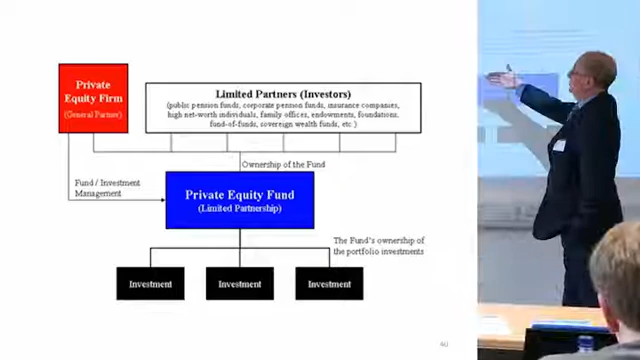 Private
Equity Firm
(General Partner)
Limited Partners (Investors)
(public pension funds, corporate pension funds, insurance companies,
high net-worth individuals, family offices, endowments, foundations,
fund-of-funds, sovereign wealth funds, etc.)
Ownership of the Fund
Fund / Investment
Management
Private Equity Fund
(Limited Partnership)
The Fund's ownership of
the portfolio investments
Investment
Investment
Investment